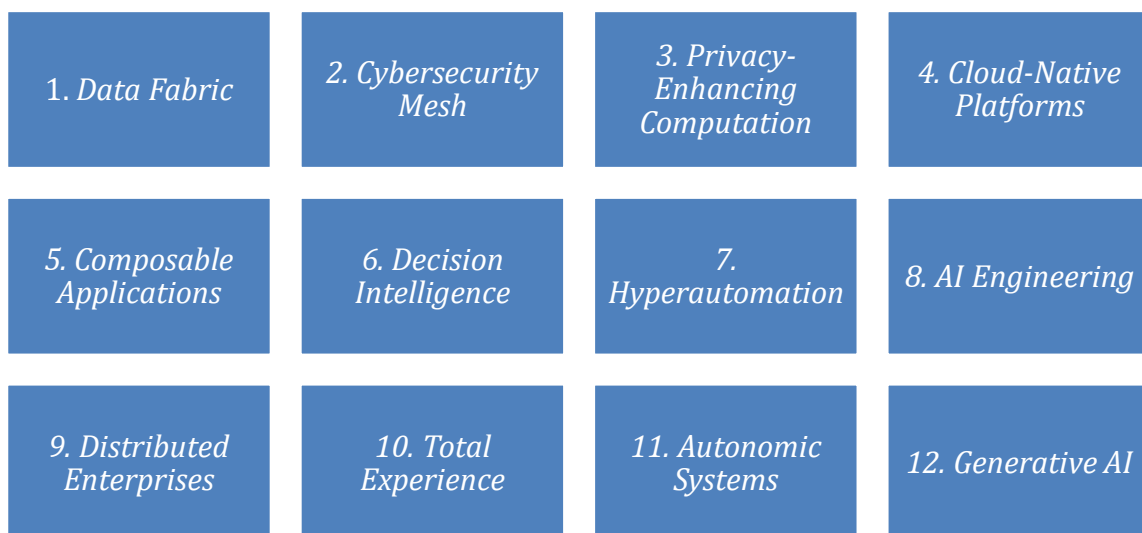 1. Data Fabric
2. Cybersecurity
Mesh
3. Privacy-
Enhancing
Computation
4. Cloud-Native
Platforms
5. Composable
Applications
6. Decision
Intelligence
7.
Hyperautomation
8. AI Engineering
9. Distributed
Enterprises
10. Total
Experience
11. Autonomic
Systems
12. Generative AI